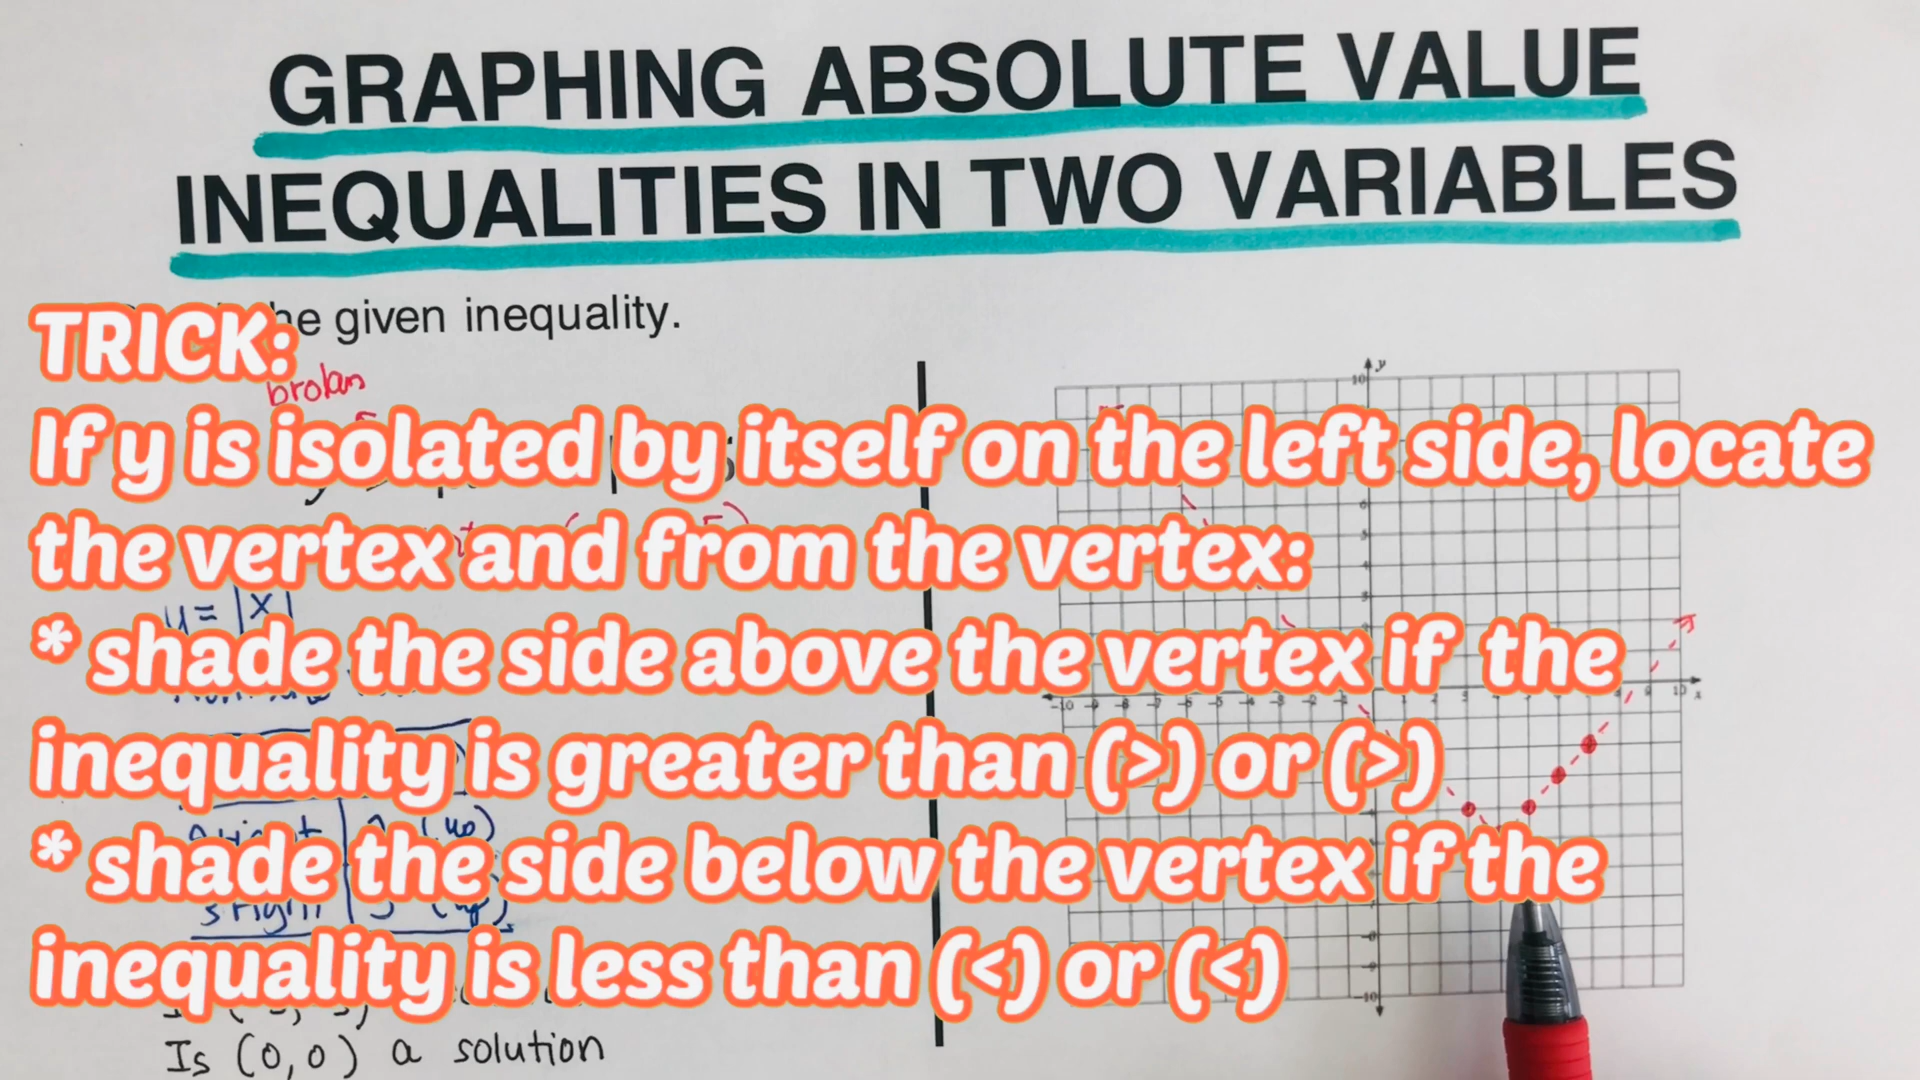 GRAPHING ABSOLUTE VALUE
INEQUALITIES IN TWO VARIABLES
given inequality.
TRICK:
broken
If y is isolated by itself on the left side, locate
the vertex and from the vertex:
y = |x|
* shade the side above the vertex if the
inequality is greater than (>) or (>)
* shade the side below the vertex if the
inequality is less than (<) or (<)
Is (0,0) a solution